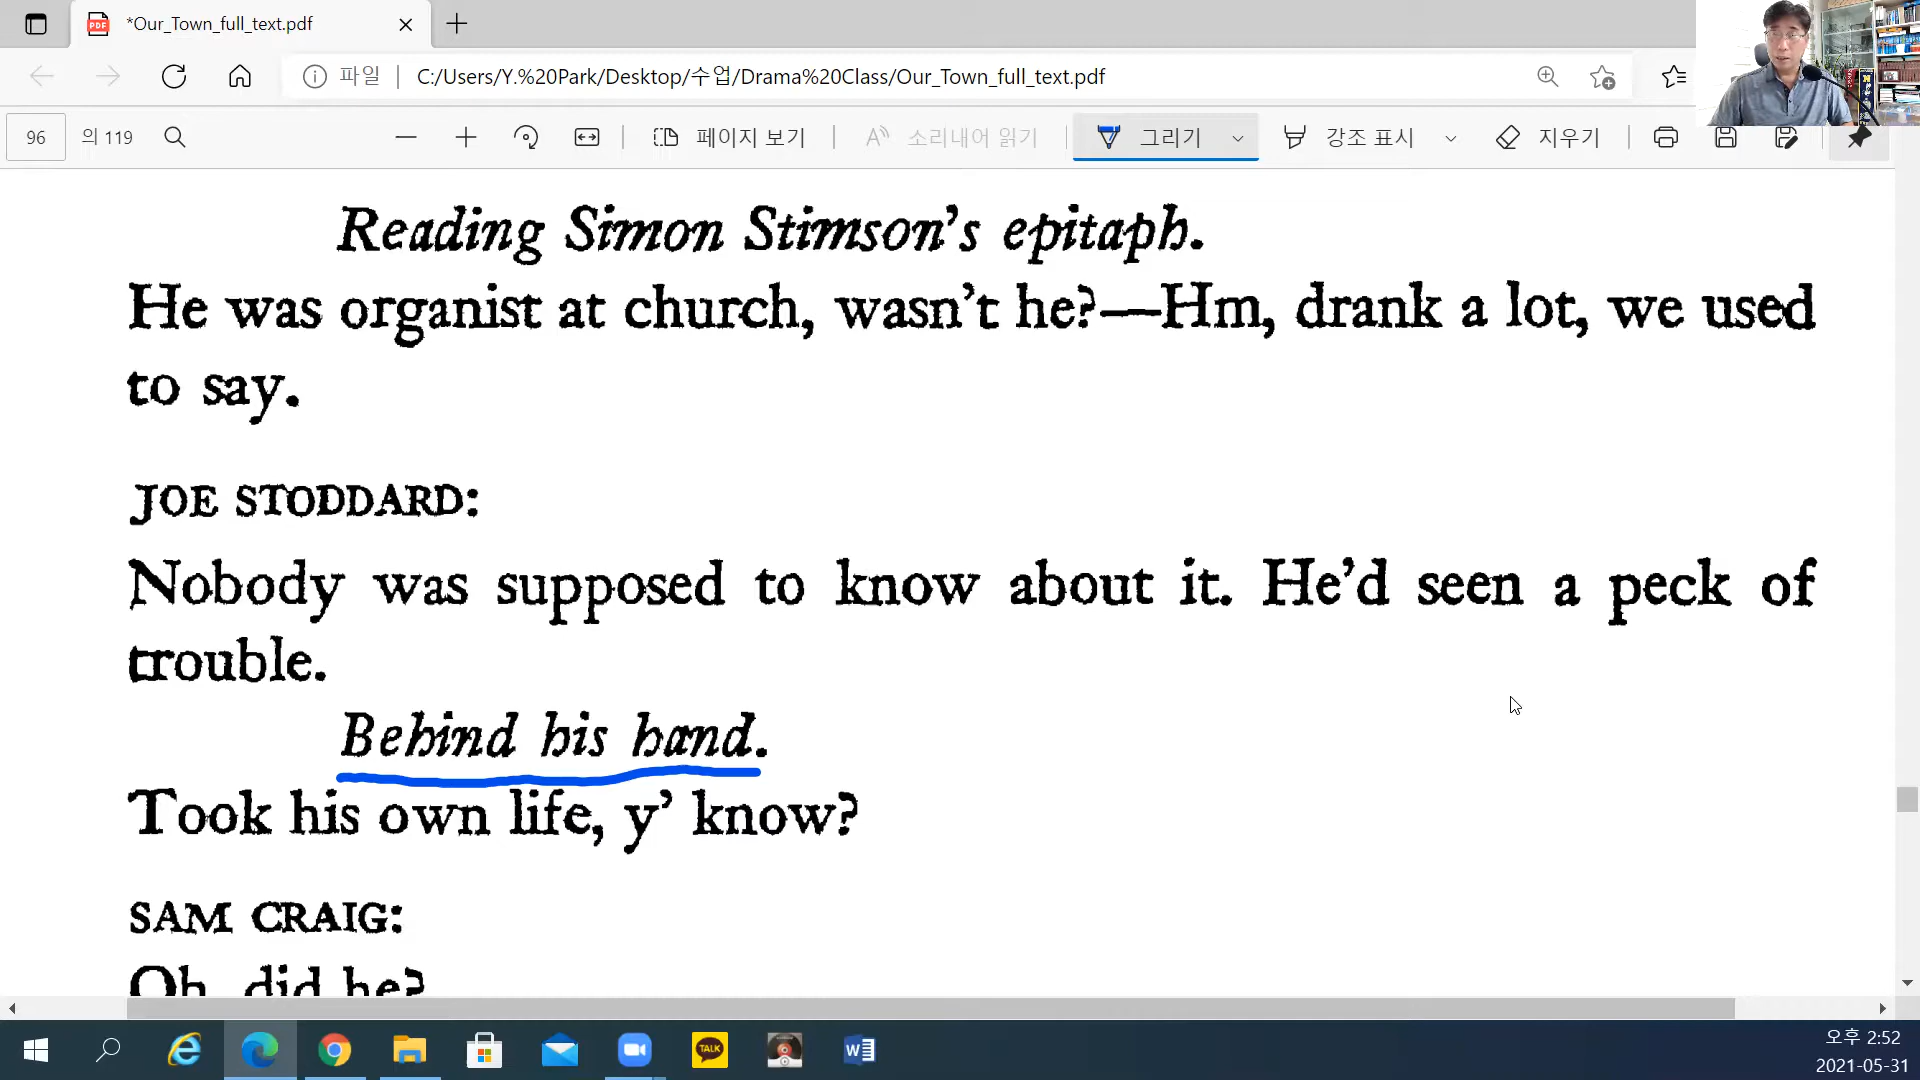 *Our_Town_full_text.pdf
파일 | C:/Users/Y.%20Park/Desktop/수업/Drama%20Class/Our_Town_full_text.pdf
96 의 119 페이지 보기 소리내어 읽기 그리기 강조 표시 지우기
Reading Simon Stimson's epitaph.
He was organist at church, wasn't he?—Hm, drank a lot, we used
to say.
JOE STODDARD:
Nobody was supposed to know about it. He'd seen a peck of
trouble.
Behind his hand.
Took his own life, y' know?
SAM CRAIG:
Oh, did he?
TALK
오후 2:52
2021-05-31